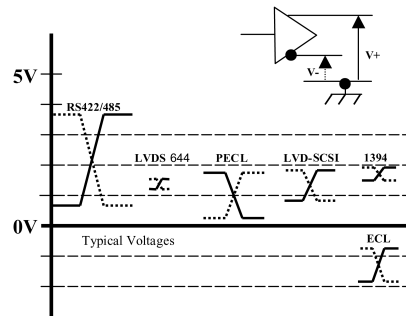 V+
V-
5V
RS422/485
LVDS 644
PECL
LVD-SCSI
1394
0V
Typical Voltages
ECL